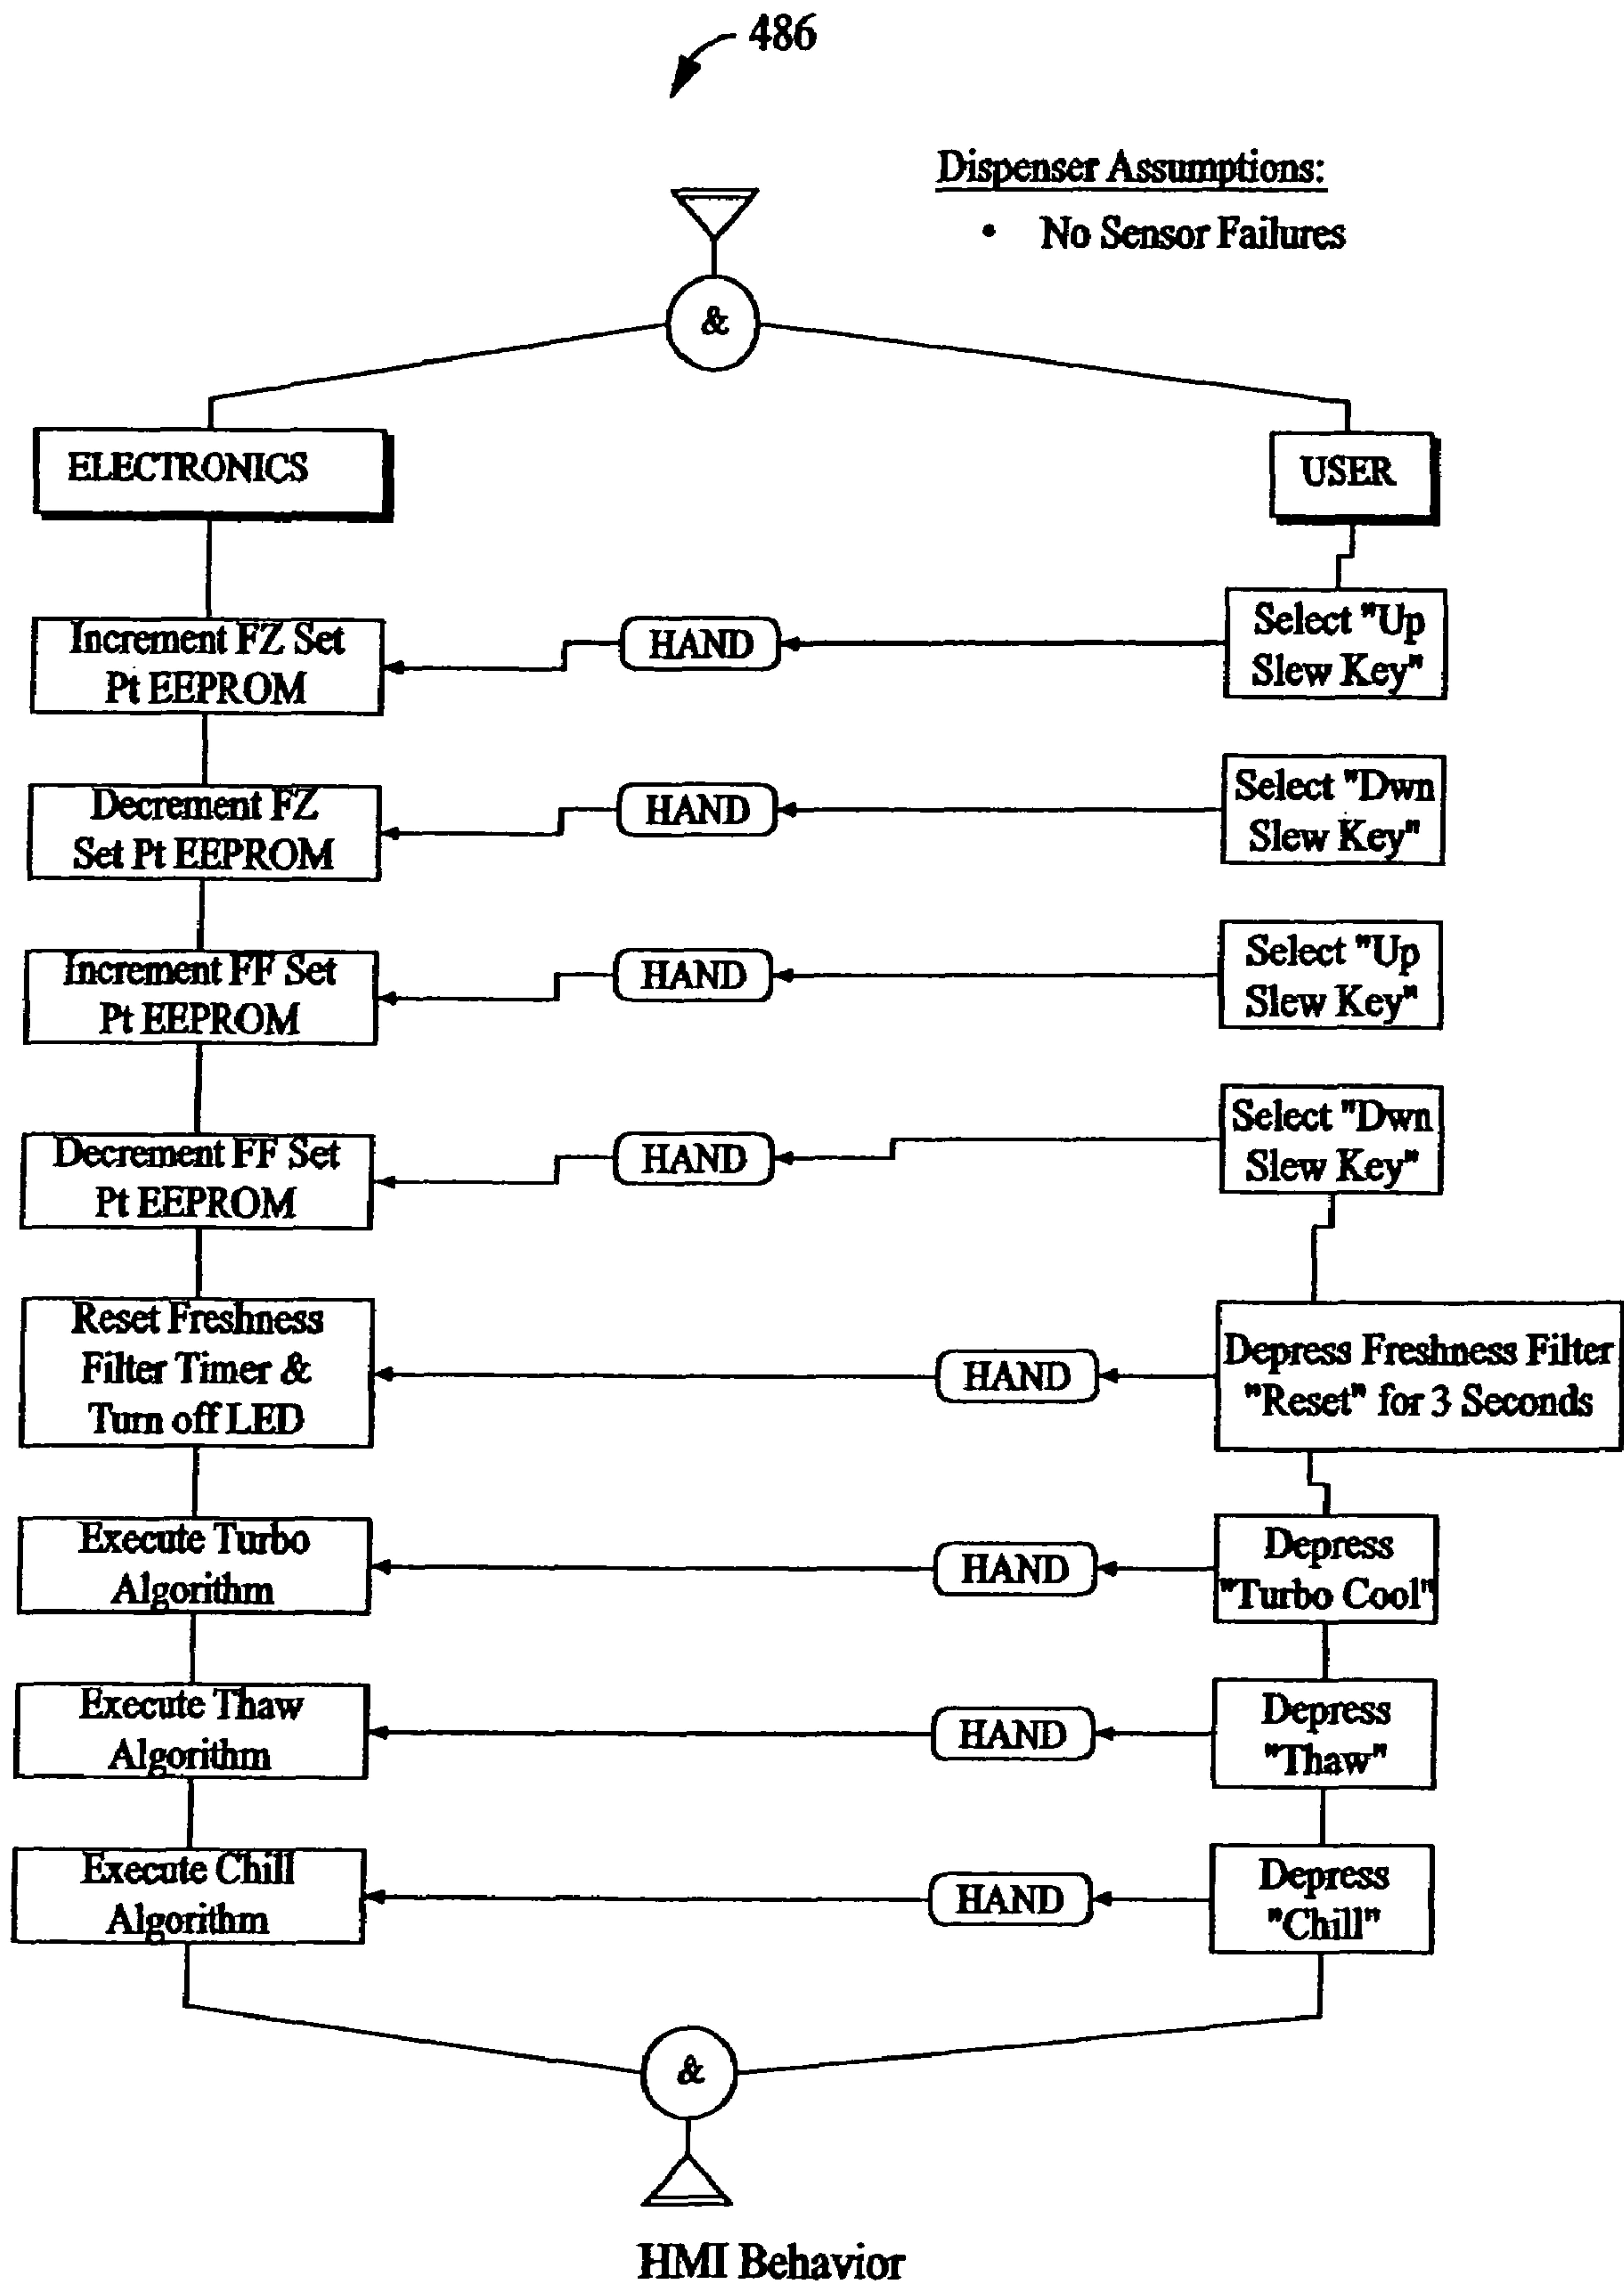 486
Dispenser Assumptions:
• No Sensor Failures
&
ELECTRONICS
USER
Increment FZ Set
Pt EEPROM
HAND
Select "Up
Slew Key"
Decrement FZ
Set Pt EEPROM
HAND
Select "Dwn
Slew Key"
Increment FF Set
Pt EEPROM
HAND
Select "Up
Slew Key"
Decrement FF Set
Pt EEPROM
HAND
Select "Dwn
Slew Key"
Reset Freshness
Filter Timer &
Turn off LED
HAND
Depress Freshness Filter
"Reset" for 3 Seconds
Execute Turbo
Algorithm
HAND
Depress
"Turbo Cool"
Execute Thaw
Algorithm
HAND
Depress
"Thaw"
Execute Chill
Algorithm
HAND
Depress
"Chill"
&
HMI Behavior